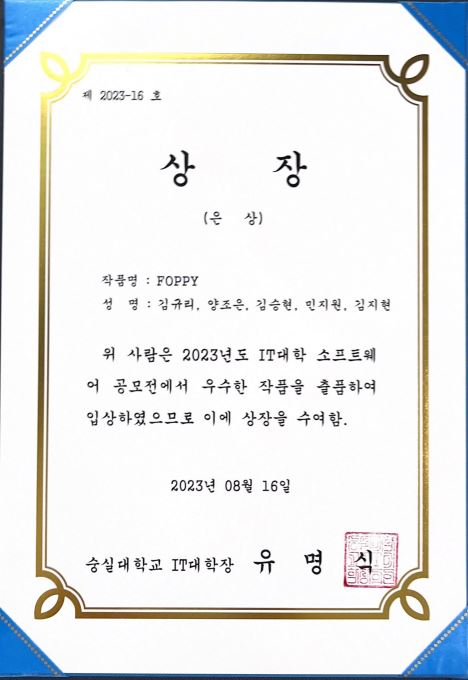 제 2023-16 호
상 장
(은 상)
작품명 : FOPPY
성 명 : 김규리, 양조은, 김승현, 민지원, 김지현
위 사람은 2023년도 IT대학 소프트웨
어 공모전에서 우수한 작품을 출품하여
입상하였으므로 이에 상장을 수여함.
2023년 08월 16일
숭실대학교 IT대학장 유 명 식